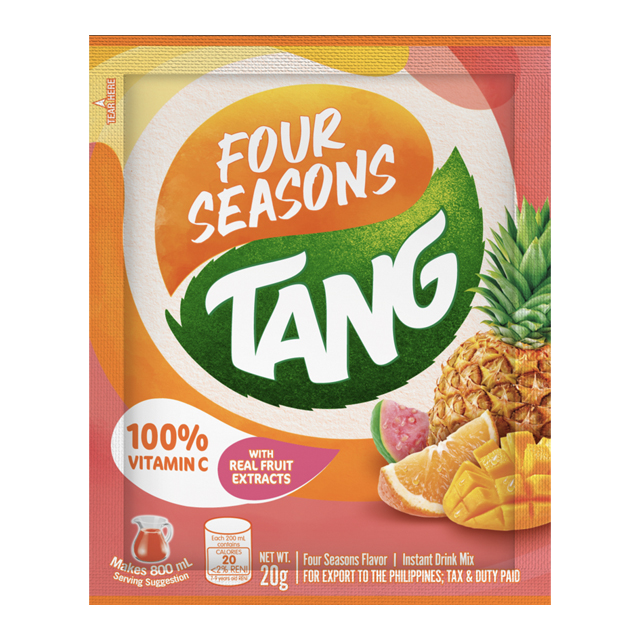 TEAR HERE
FOUR
SEASONS
TANG
100%
VITAMIN C
WITH
REAL FRUIT
EXTRACTS
Makes 800 mL
Serving Suggestion
Each 200 mL
contains
CALORIES
20
<2% RENI
NET WT.
20g
Four Seasons Flavor | Instant Drink Mix
FOR EXPORT TO THE PHILIPPINES; TAX & DUTY PAID